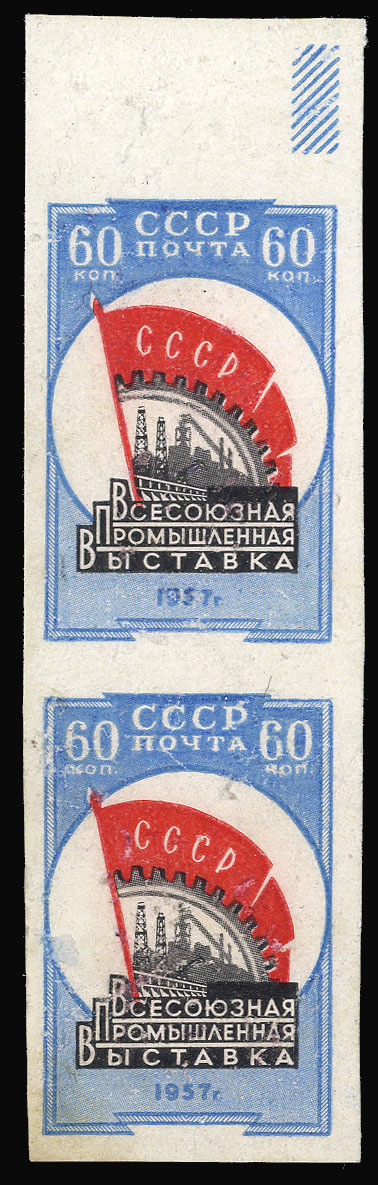 СССР
60 ПОЧТА 60
КОП. КОП.
СССР
ВСЕСОЮЗНАЯ
ПРОМЫШЛЕННАЯ
ВЫСТАВКА
1957г.
СССР
60 ПОЧТА 60
КОП. КОП.
СССР
ВСЕСОЮЗНАЯ
ПРОМЫШЛЕННАЯ
ВЫСТАВКА
1957г.